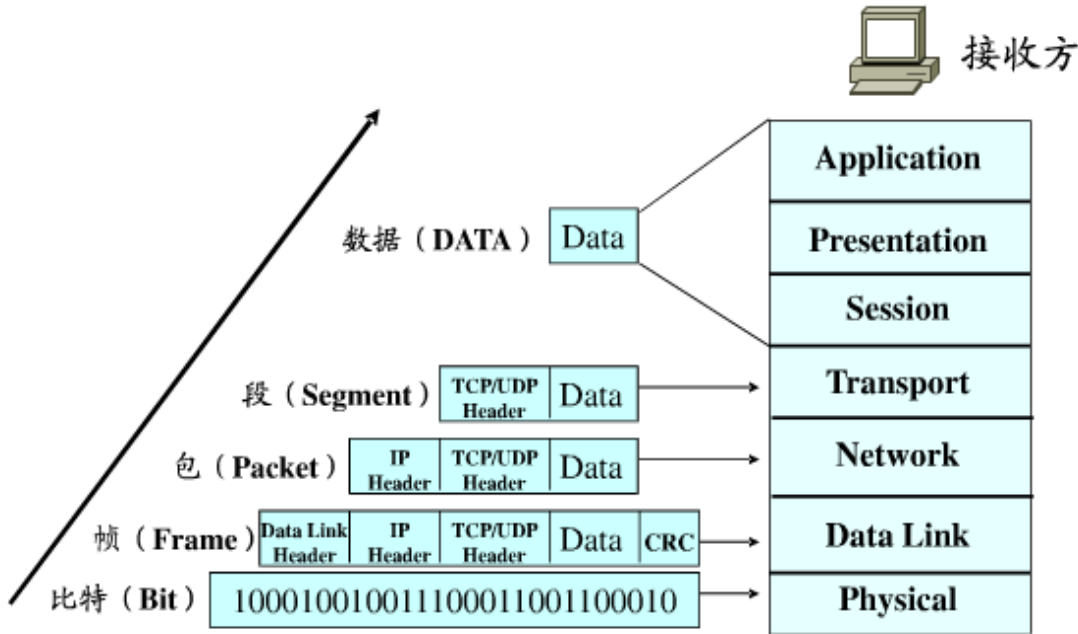 接收方
Application
数据（DATA） Data
Presentation
Session
段（Segment） TCP/UDP Header Data
Transport
包（Packet） IP Header TCP/UDP Header Data
Network
帧（Frame） Data Link Header IP Header TCP/UDP Header Data CRC
Data Link
比特（Bit） 100010010011100011001100010
Physical